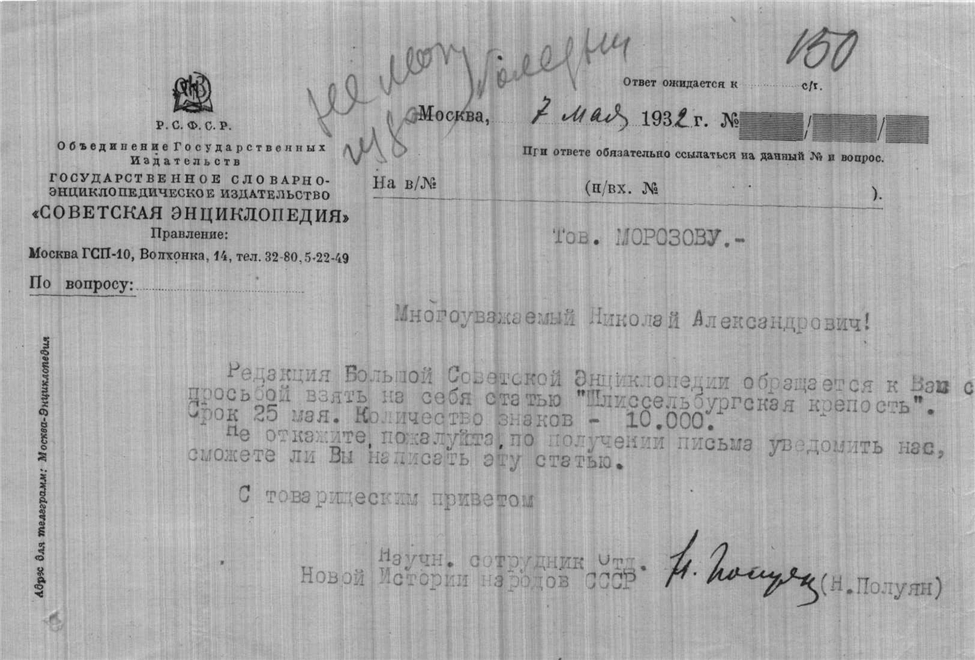 150
Не могу
Ответ ожидается к с/г.
Р.С.Ф.С.Р.
Объединение Государственных
Издательств
ГОСУДАРСТВЕННОЕ СЛОВАРНО-
ЭНЦИКЛОПЕДИЧЕСКОЕ ИЗДАТЕЛЬСТВО
«СОВЕТСКАЯ ЭНЦИКЛОПЕДИЯ»
Правление:
Москва ГСП-10, Волхонка, 14, тел. 32-80, 5-22-49
По вопросу:
Москва, 7 мая 1932 г. № / /
При ответе обязательно ссылаться на данный № и вопрос.
На в/№ (п/вх. № ).
Тов. МОРОЗОВУ.-
Многоуважаемый Николай Александрович!
Редакция Большой Советской Энциклопедии обращается к Вам с
просьбой взять на себя статью "Шлиссельбургская крепость".
Срок 25 мая. Количество знаков - 10.000.
Не откажите, пожалуйта, по получении письма уведомить нас,
сможете ли Вы написать эту статью.
С товарищеским приветом
Научн. сотрудник Отд.
Новой Истории народов СССР Н. Полуян (Н.Полуян)
Адрес для телеграмм: Москва-Энциклопедия